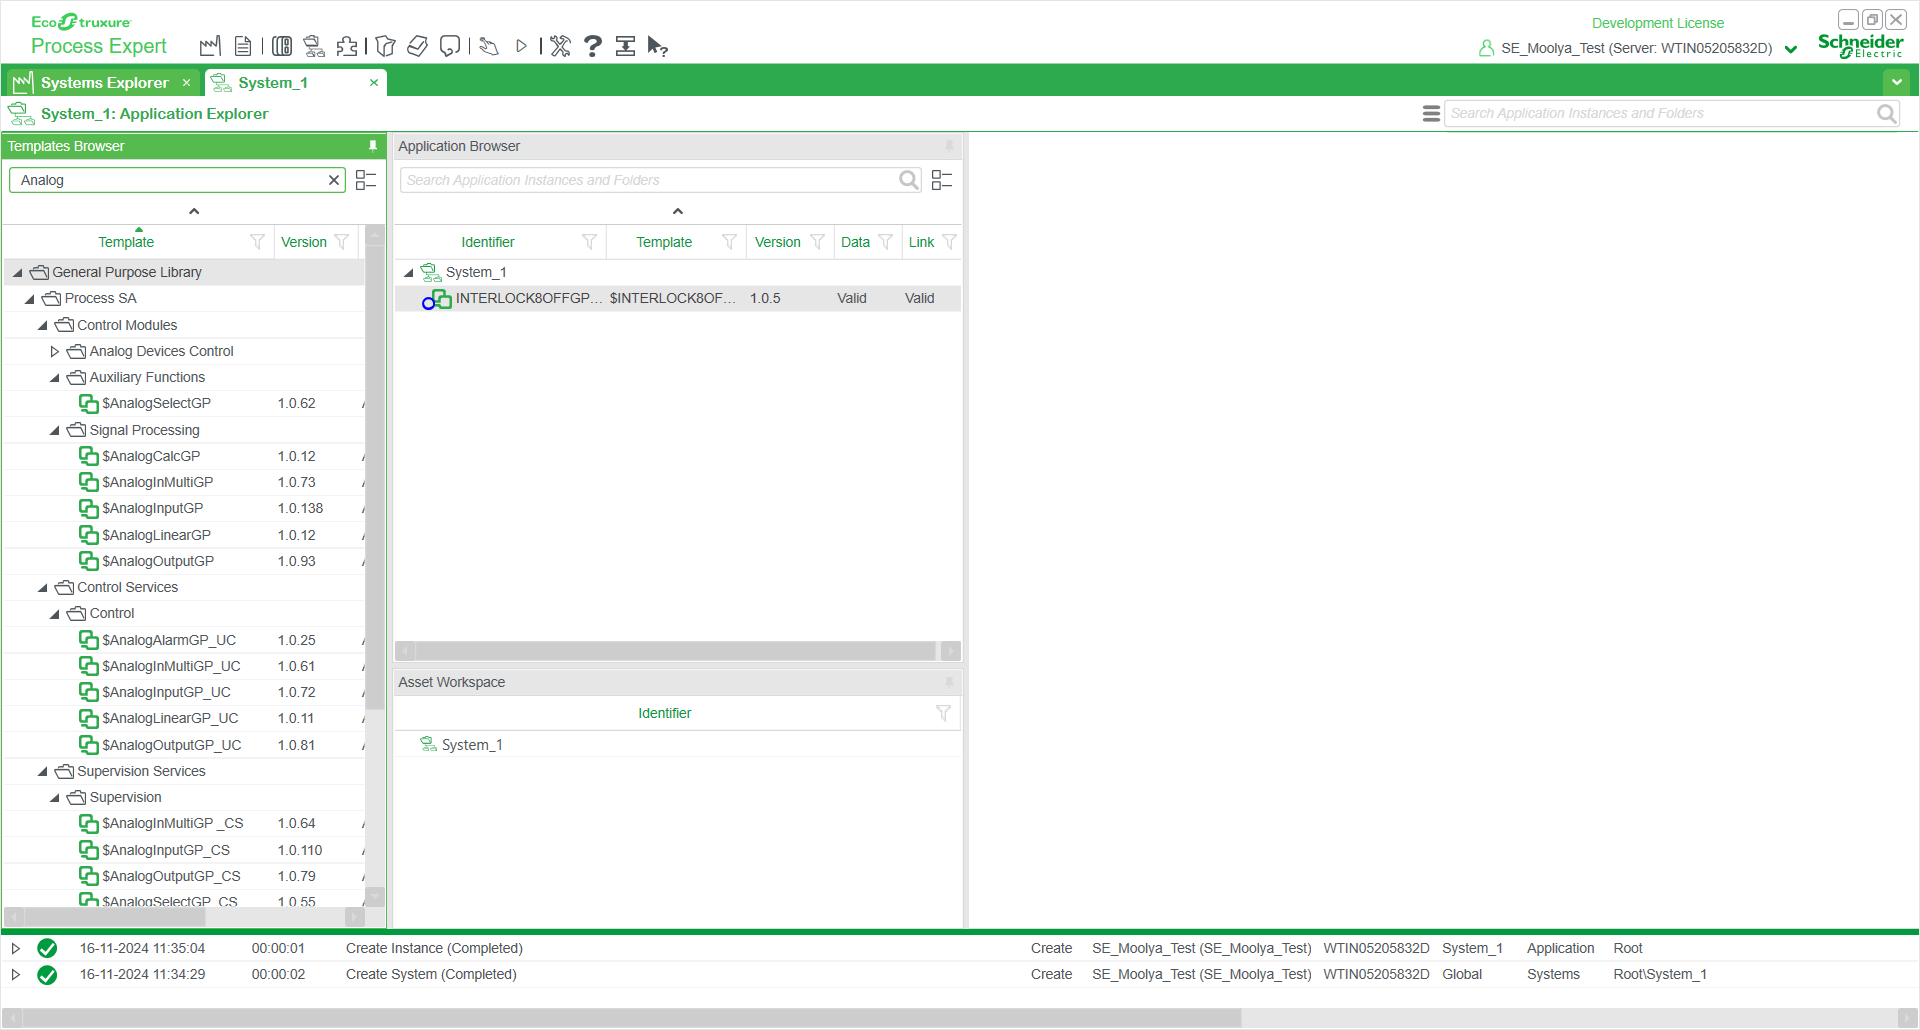 EcoStruxure
Process Expert
Development License
SE_Moolya_Test (Server: WTIN05205832D)
Schneider
Electric
Systems Explorer
System_1
System_1: Application Explorer
Search Application Instances and Folders
Templates Browser
Application Browser
Analog
Search Application Instances and Folders
Template Version
Identifier Template Version Data Link
General Purpose Library
System_1
Process SA
INTERLOCK8OFFGP... $INTERLOCK8OF... 1.0.5 Valid Valid
Control Modules
Analog Devices Control
Auxiliary Functions
$AnalogSelectGP 1.0.62
Signal Processing
$AnalogCalcGP 1.0.12
$AnalogInMultiGP 1.0.73
$AnalogInputGP 1.0.138
$AnalogLinearGP 1.0.12
$AnalogOutputGP 1.0.93
Control Services
Control
$AnalogAlarmGP_UC 1.0.25
$AnalogInMultiGP_UC 1.0.61
$AnalogInputGP_UC 1.0.72
$AnalogLinearGP_UC 1.0.11
$AnalogOutputGP_UC 1.0.81
Supervision Services
Supervision
$AnalogInMultiGP _CS 1.0.64
$AnalogInputGP_CS 1.0.110
$AnalogOutputGP_CS 1.0.79
$AnalogSelectGP_CS 1.0.55
Asset Workspace
Identifier
System_1
16-11-2024 11:35:04 00:00:01 Create Instance (Completed) Create SE_Moolya_Test (SE_Moolya_Test) WTIN05205832D System_1 Application Root
16-11-2024 11:34:29 00:00:02 Create System (Completed) Create SE_Moolya_Test (SE_Moolya_Test) WTIN05205832D Global Systems Root\System_1